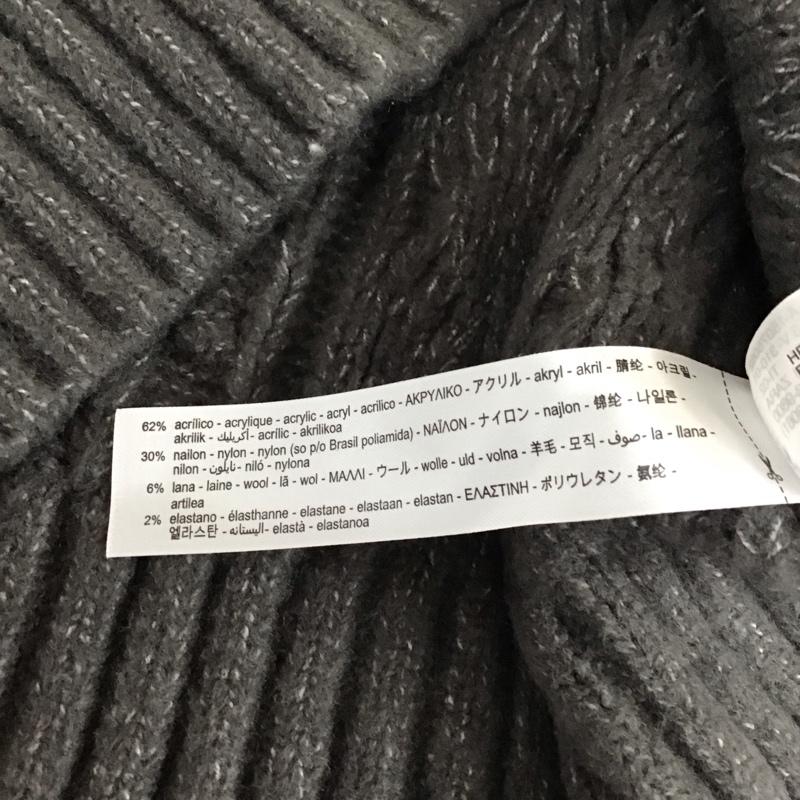 62% acrílico - acrylique - acrylic - acryl - acrílico - ΑΚΡΥΛΙΚΟ - アクリル - akryl - akril - 腈纶 - 아크릴 -
akrilik - أكريليك - acrílic - akrilikoa
30% nailon - nylon - nylon (so p/o Brasil poliamida) - ΝΑΪΛΟΝ - ナイロン - najlon - 锦纶 - 나일론 -
nilon - نايلون - niló - nylona
6% lana - laine - wool - lã - wol - ΜΑΛΛΙ - ウール - wolle - uld - volna - 羊毛 - 모직 - صوف - la - llana -
artilea
2% elastano - élasthanne - elastane - elastaan - elastan - ΕΛΑΣΤΙΝΗ - ポリウレタン - 氨纶 -
엘라스탄 - اليستانه - elastà - elastanoa